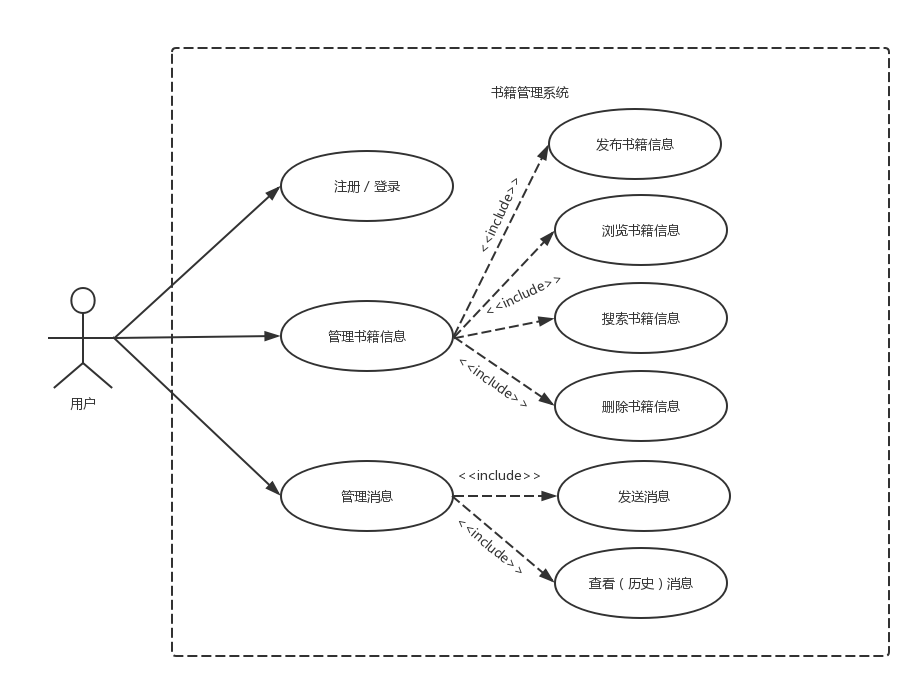 书籍管理系统
发布书籍信息
注册 / 登录
<<include>>
浏览书籍信息
<<include>>
搜索书籍信息
管理书籍信息
<<include>>
删除书籍信息
用户
管理消息
<<include>>
发送消息
<<include>>
查看 ( 历史 ) 消息